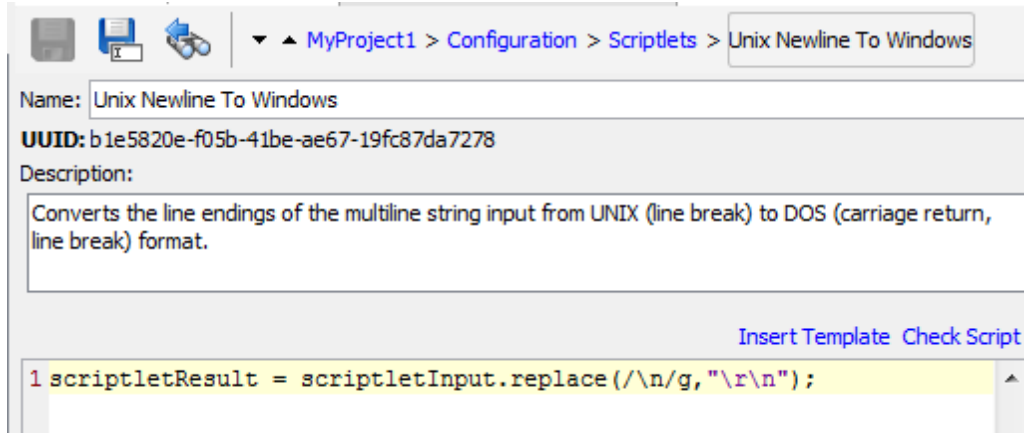 MyProject1 > Configuration > Scriptlets > Unix Newline To Windows
Name: Unix Newline To Windows
UUID: b1e5820e-f05b-41be-ae67-19fc87da7278
Description:
Converts the line endings of the multiline string input from UNIX (line break) to DOS (carriage return,
line break) format.
Insert Template Check Script
1 scriptletResult = scriptletInput.replace(/\n/g,"\r\n");